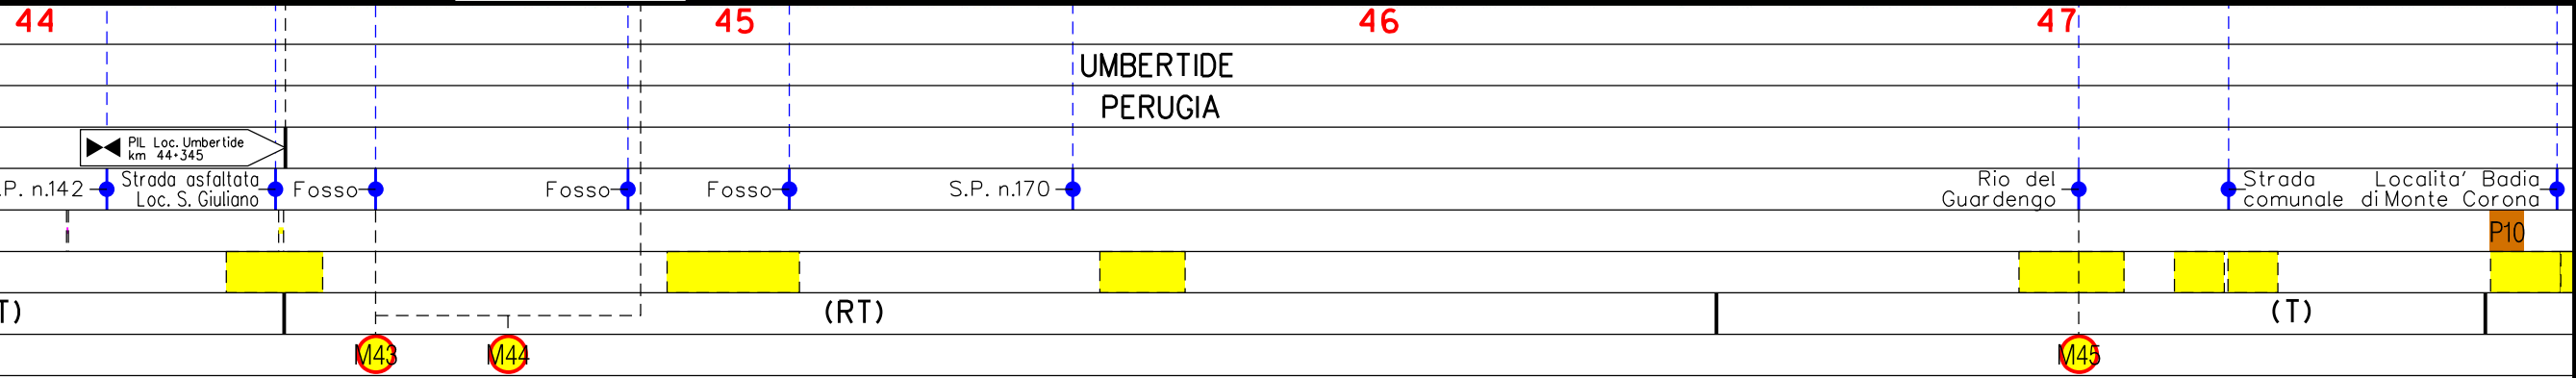 44 45 46 47
UMBERTIDE
PERUGIA
PIL Loc. Umbertide
km 44+345
.P. n.142
Strada asfaltata
Loc. S. Giuliano
Fosso
Fosso
Fosso
S.P. n.170
Rio del
Guardengo
Strada
comunale
Localita' Badia
di Monte Corona
P10
T) (RT) (T)
M43 M44 M45